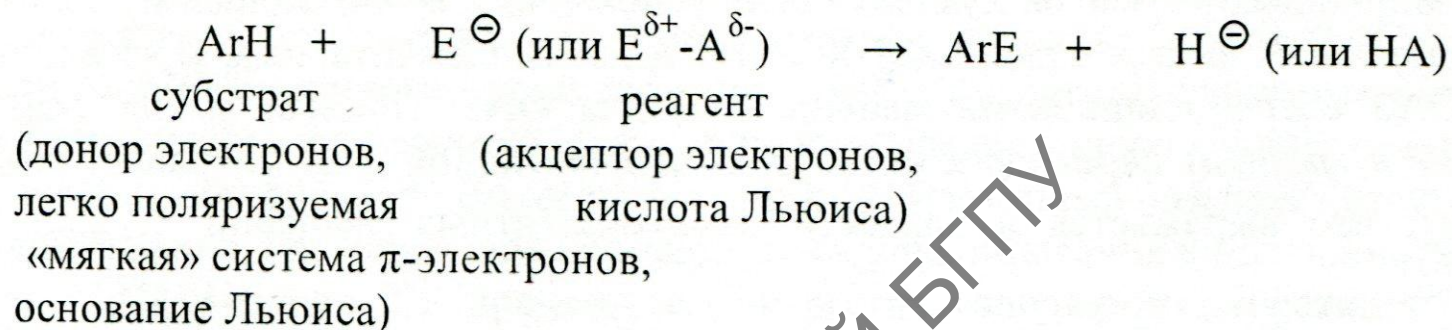 ArH + E ⊖ (или E^δ+-A^δ-) → ArE + H ⊖ (или HA)
субстрат реагент
(донор электронов, (акцептор электронов,
легко поляризуемая кислота Льюиса)
«мягкая» система π-электронов,
основание Льюиса)
Й БГПУ